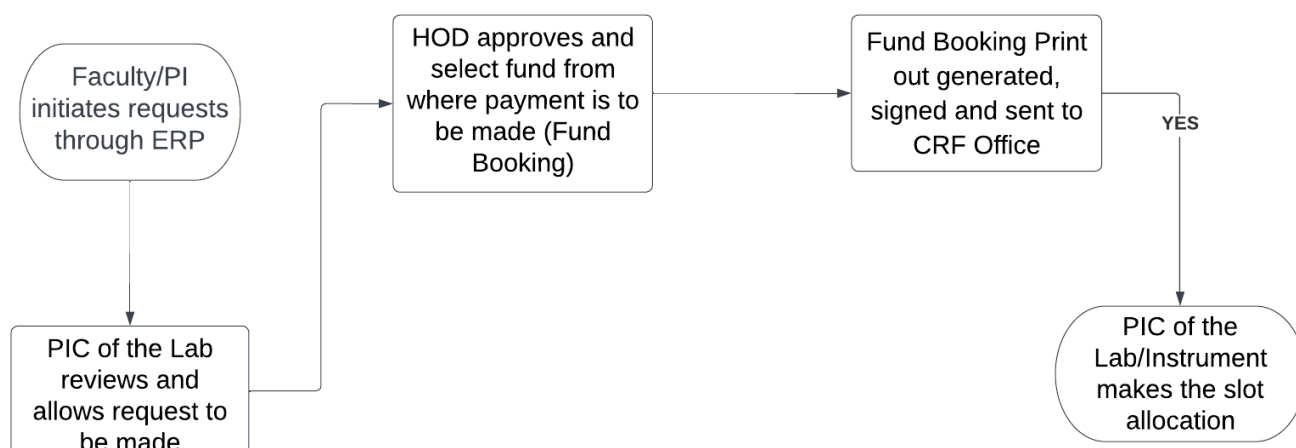 Faculty/PI
initiates requests
through ERP
PIC of the Lab
reviews and
allows request to
be made
HOD approves and
select fund from
where payment is to
be made (Fund
Booking)
Fund Booking Print
out generated,
signed and sent to
CRF Office
YES
PIC of the
Lab/Instrument
makes the slot
allocation